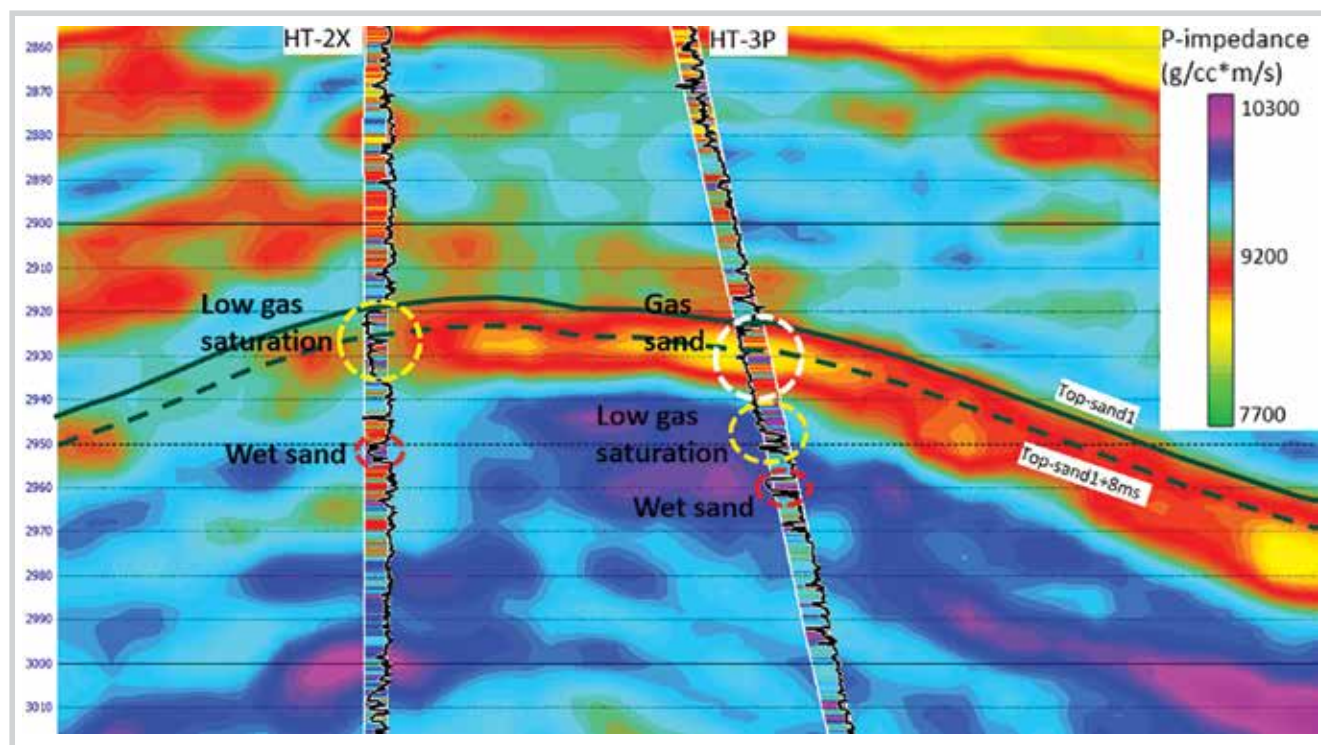 HT-2X
HT-3P
P-impedance
(g/cc*m/s)
10300
9200
7700
2860
2870
2880
2890
2900
2910
2920
2930
2940
2950
2960
2970
2980
2990
3000
3010
Low gas
saturation
Gas
sand
Low gas
saturation
Wet sand
Wet sand
Top-sand1
Top-sand1+8ms